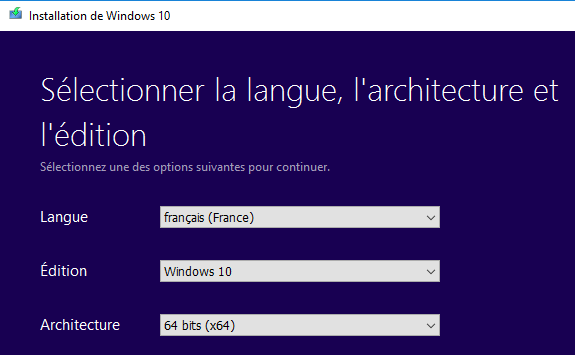 Installation de Windows 10
Sélectionner la langue, l'architecture et
l'édition
Sélectionnez une des options suivantes pour continuer.
Langue français (France)
Édition Windows 10
Architecture 64 bits (x64)